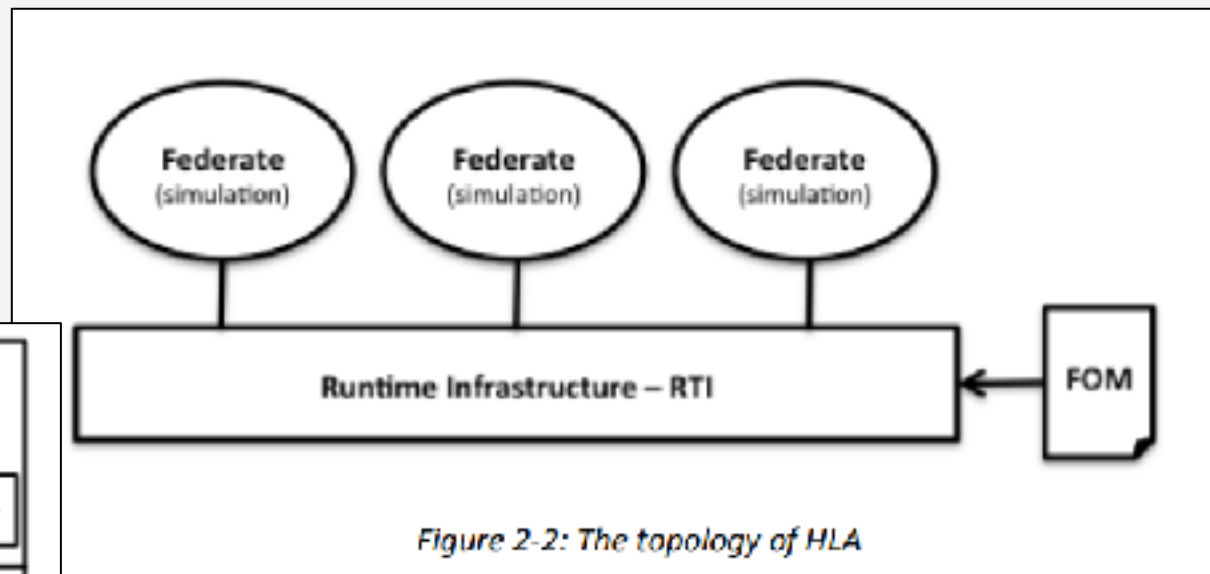 Federate Federate Federate
(simulation) (simulation) (simulation)
Runtime Infrastructure – RTI
FOM
Figure 2-2: The topology of HLA